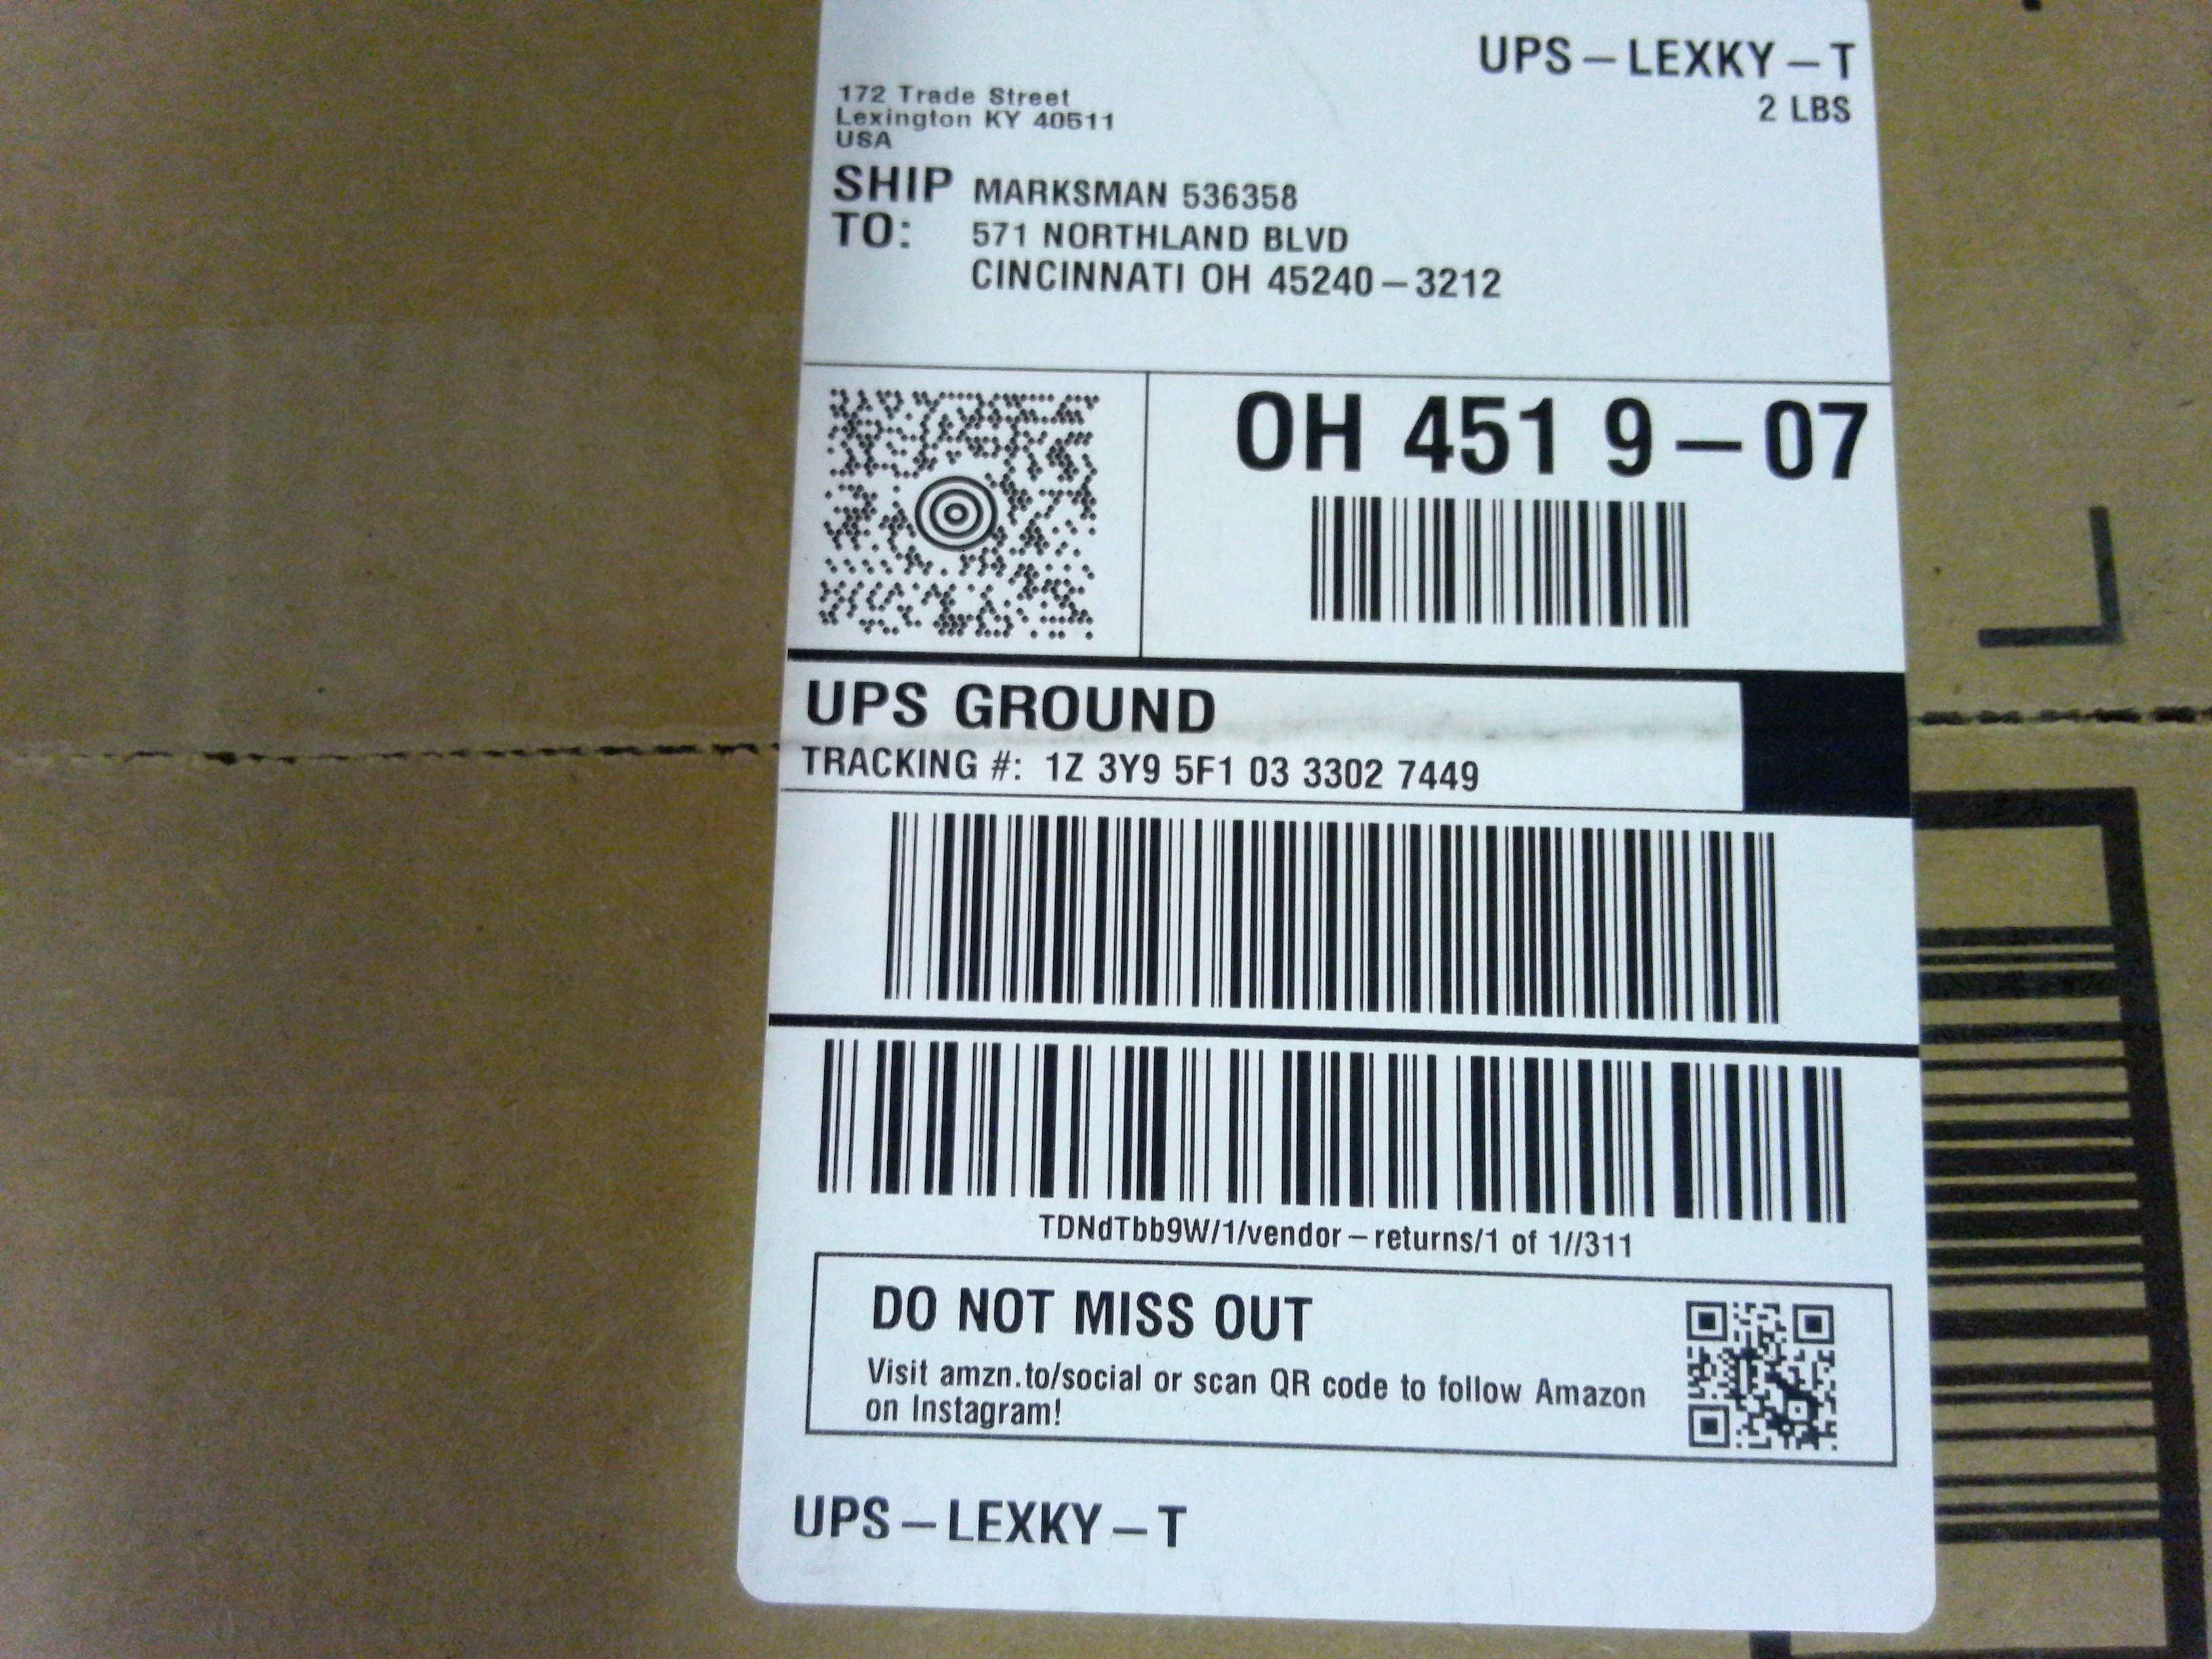 UPS – LEXKY – T
2 LBS
172 Trade Street
Lexington KY 40511
USA
SHIP TO: MARKSMAN 536358
571 NORTHLAND BLVD
CINCINNATI OH 45240 – 3212
OH 451 9 – 07
UPS GROUND
TRACKING #: 1Z 3Y9 5F1 03 3302 7449
TDNdTbb9W/1/vendor – returns/1 of 1//311
DO NOT MISS OUT
Visit amzn.to/social or scan QR code to follow Amazon
on Instagram!
UPS – LEXKY – T